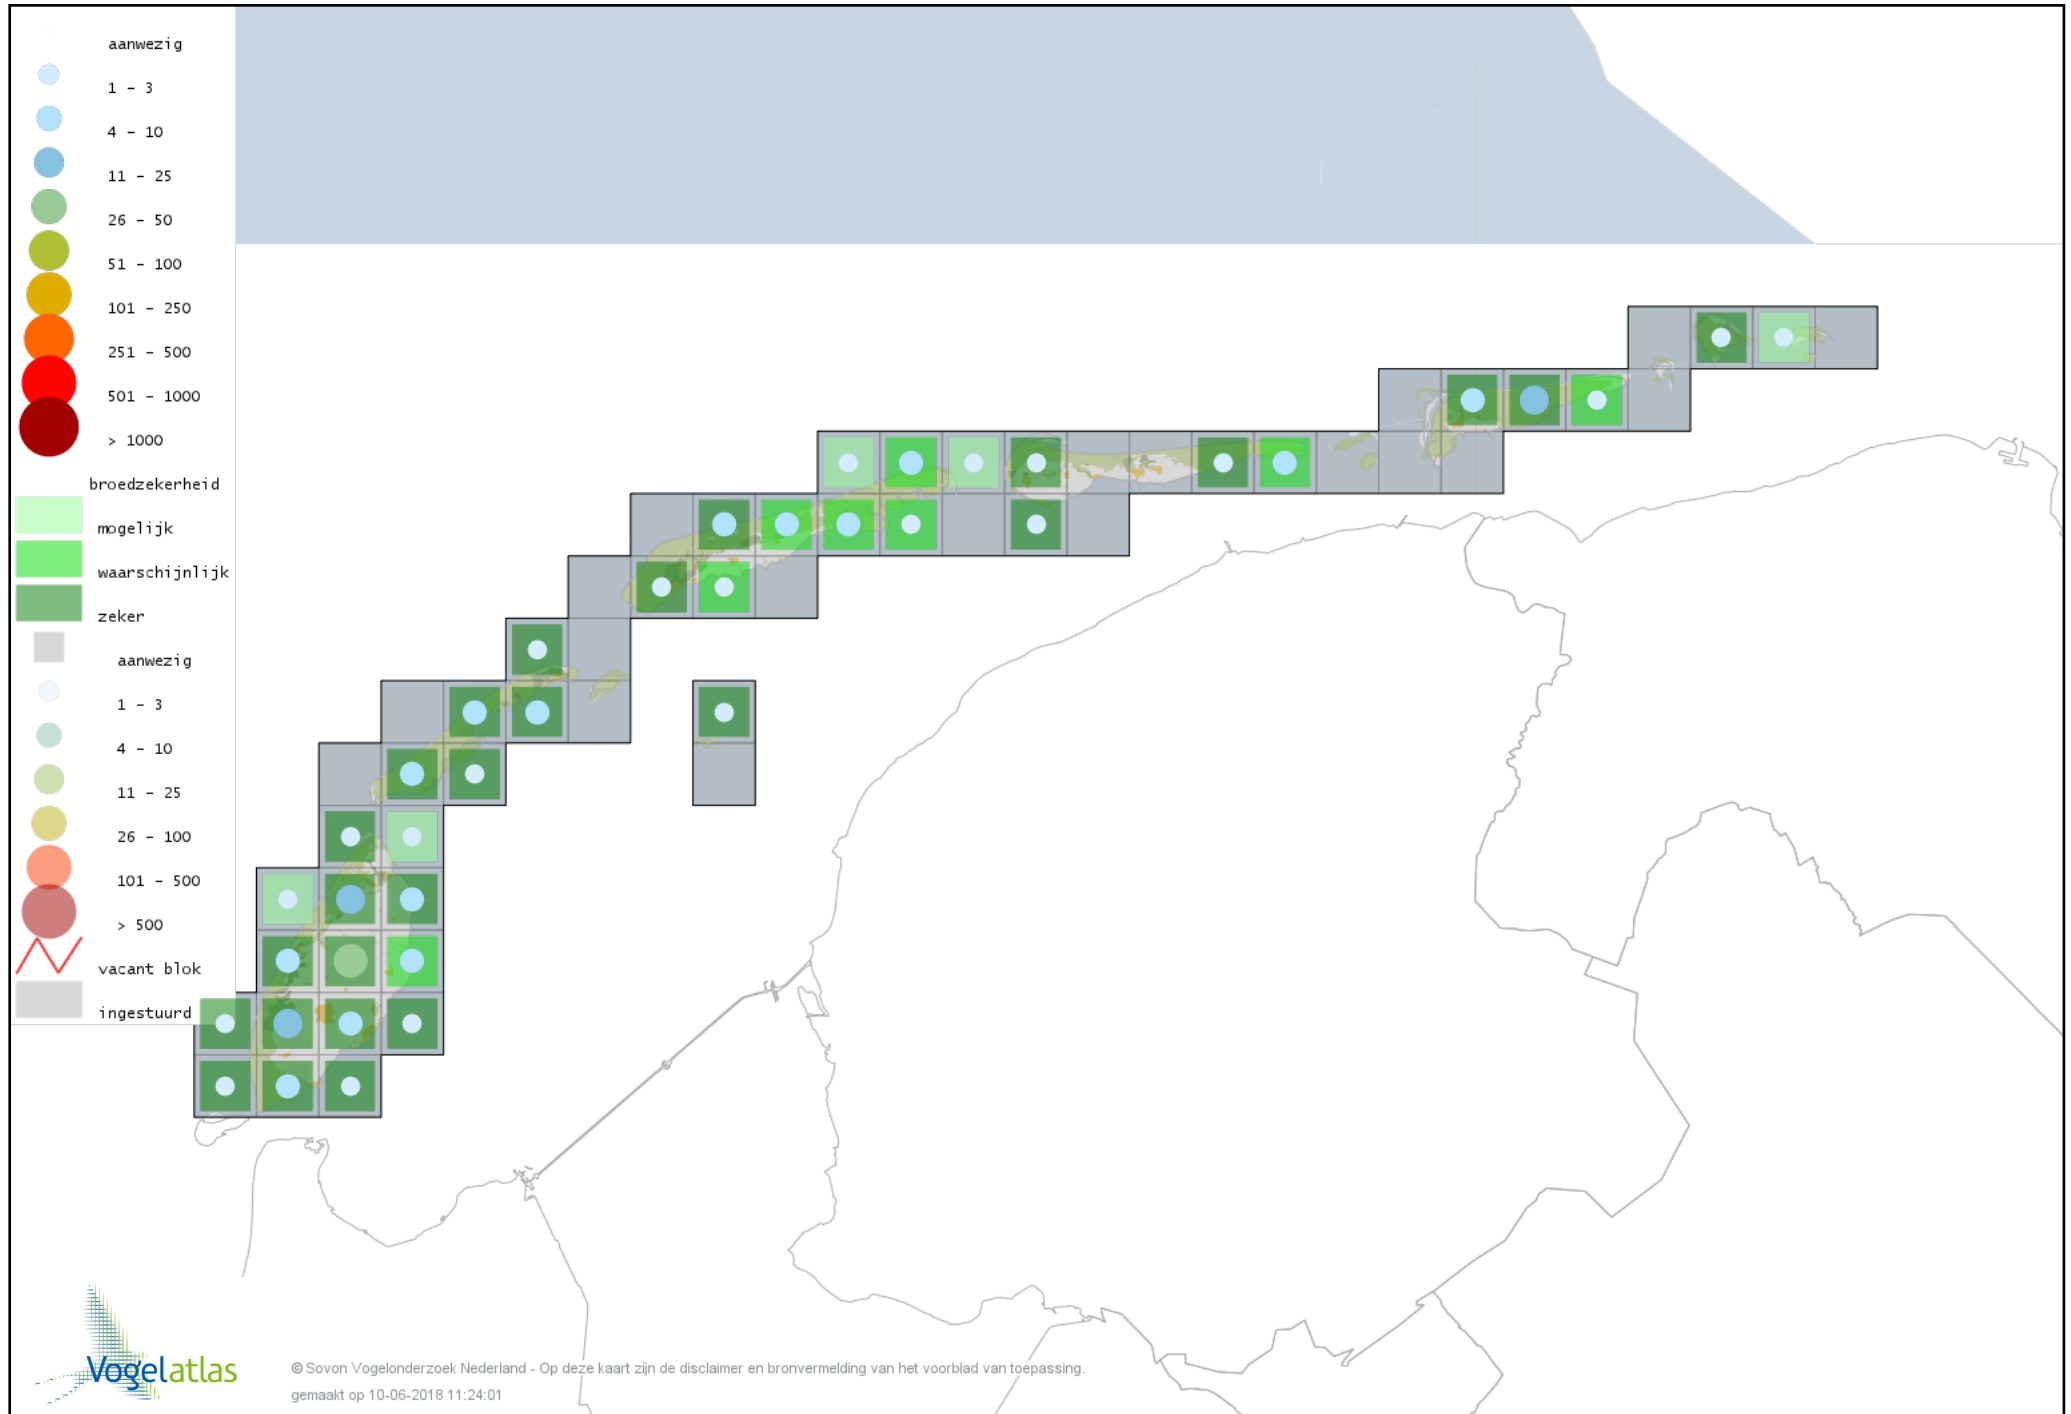 aanwezig
1 - 3
4 - 10
11 - 25
26 - 50
51 - 100
101 - 250
251 - 500
501 - 1000
> 1000
broedzekerheid
mogelijk
waarschijnlijk
zeker
aanwezig
1 - 3
4 - 10
11 - 25
26 - 100
101 - 500
> 500
vacant blok
ingestuurd
Vogelatlas
© Sovon Vogelonderzoek Nederland - Op deze kaart zijn de disclaimer en bronvermelding van het voorblad van toepassing.
gemaakt op 10-06-2018 11:24:01